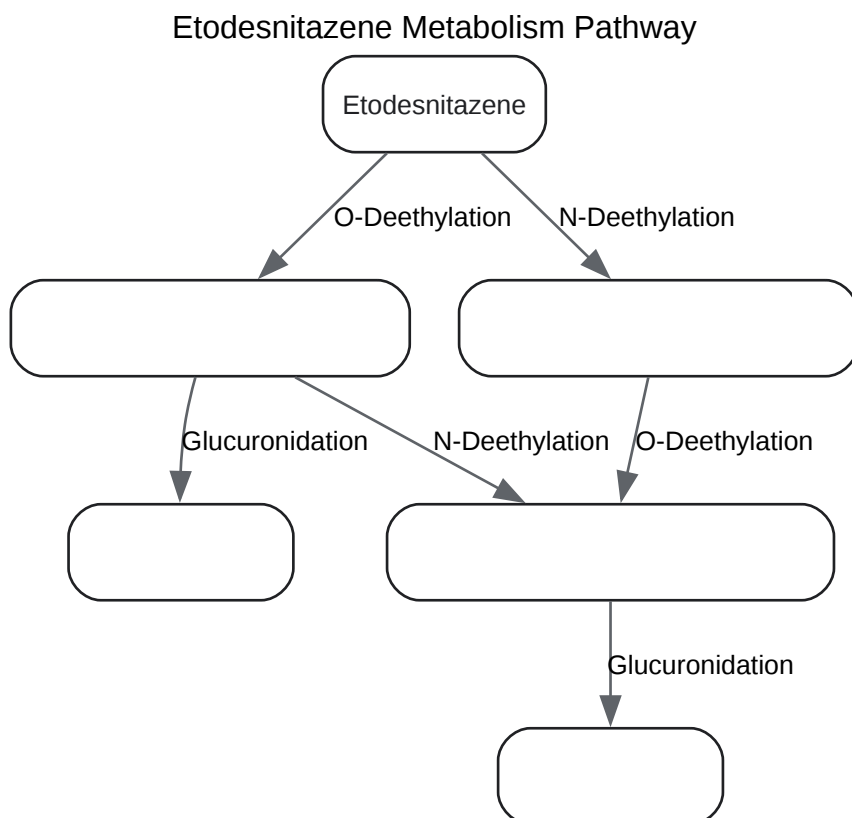 Etodesnitazene Metabolism Pathway
Etodesnitazene
O-Deethylation
N-Deethylation
Glucuronidation
N-Deethylation
O-Deethylation
Glucuronidation